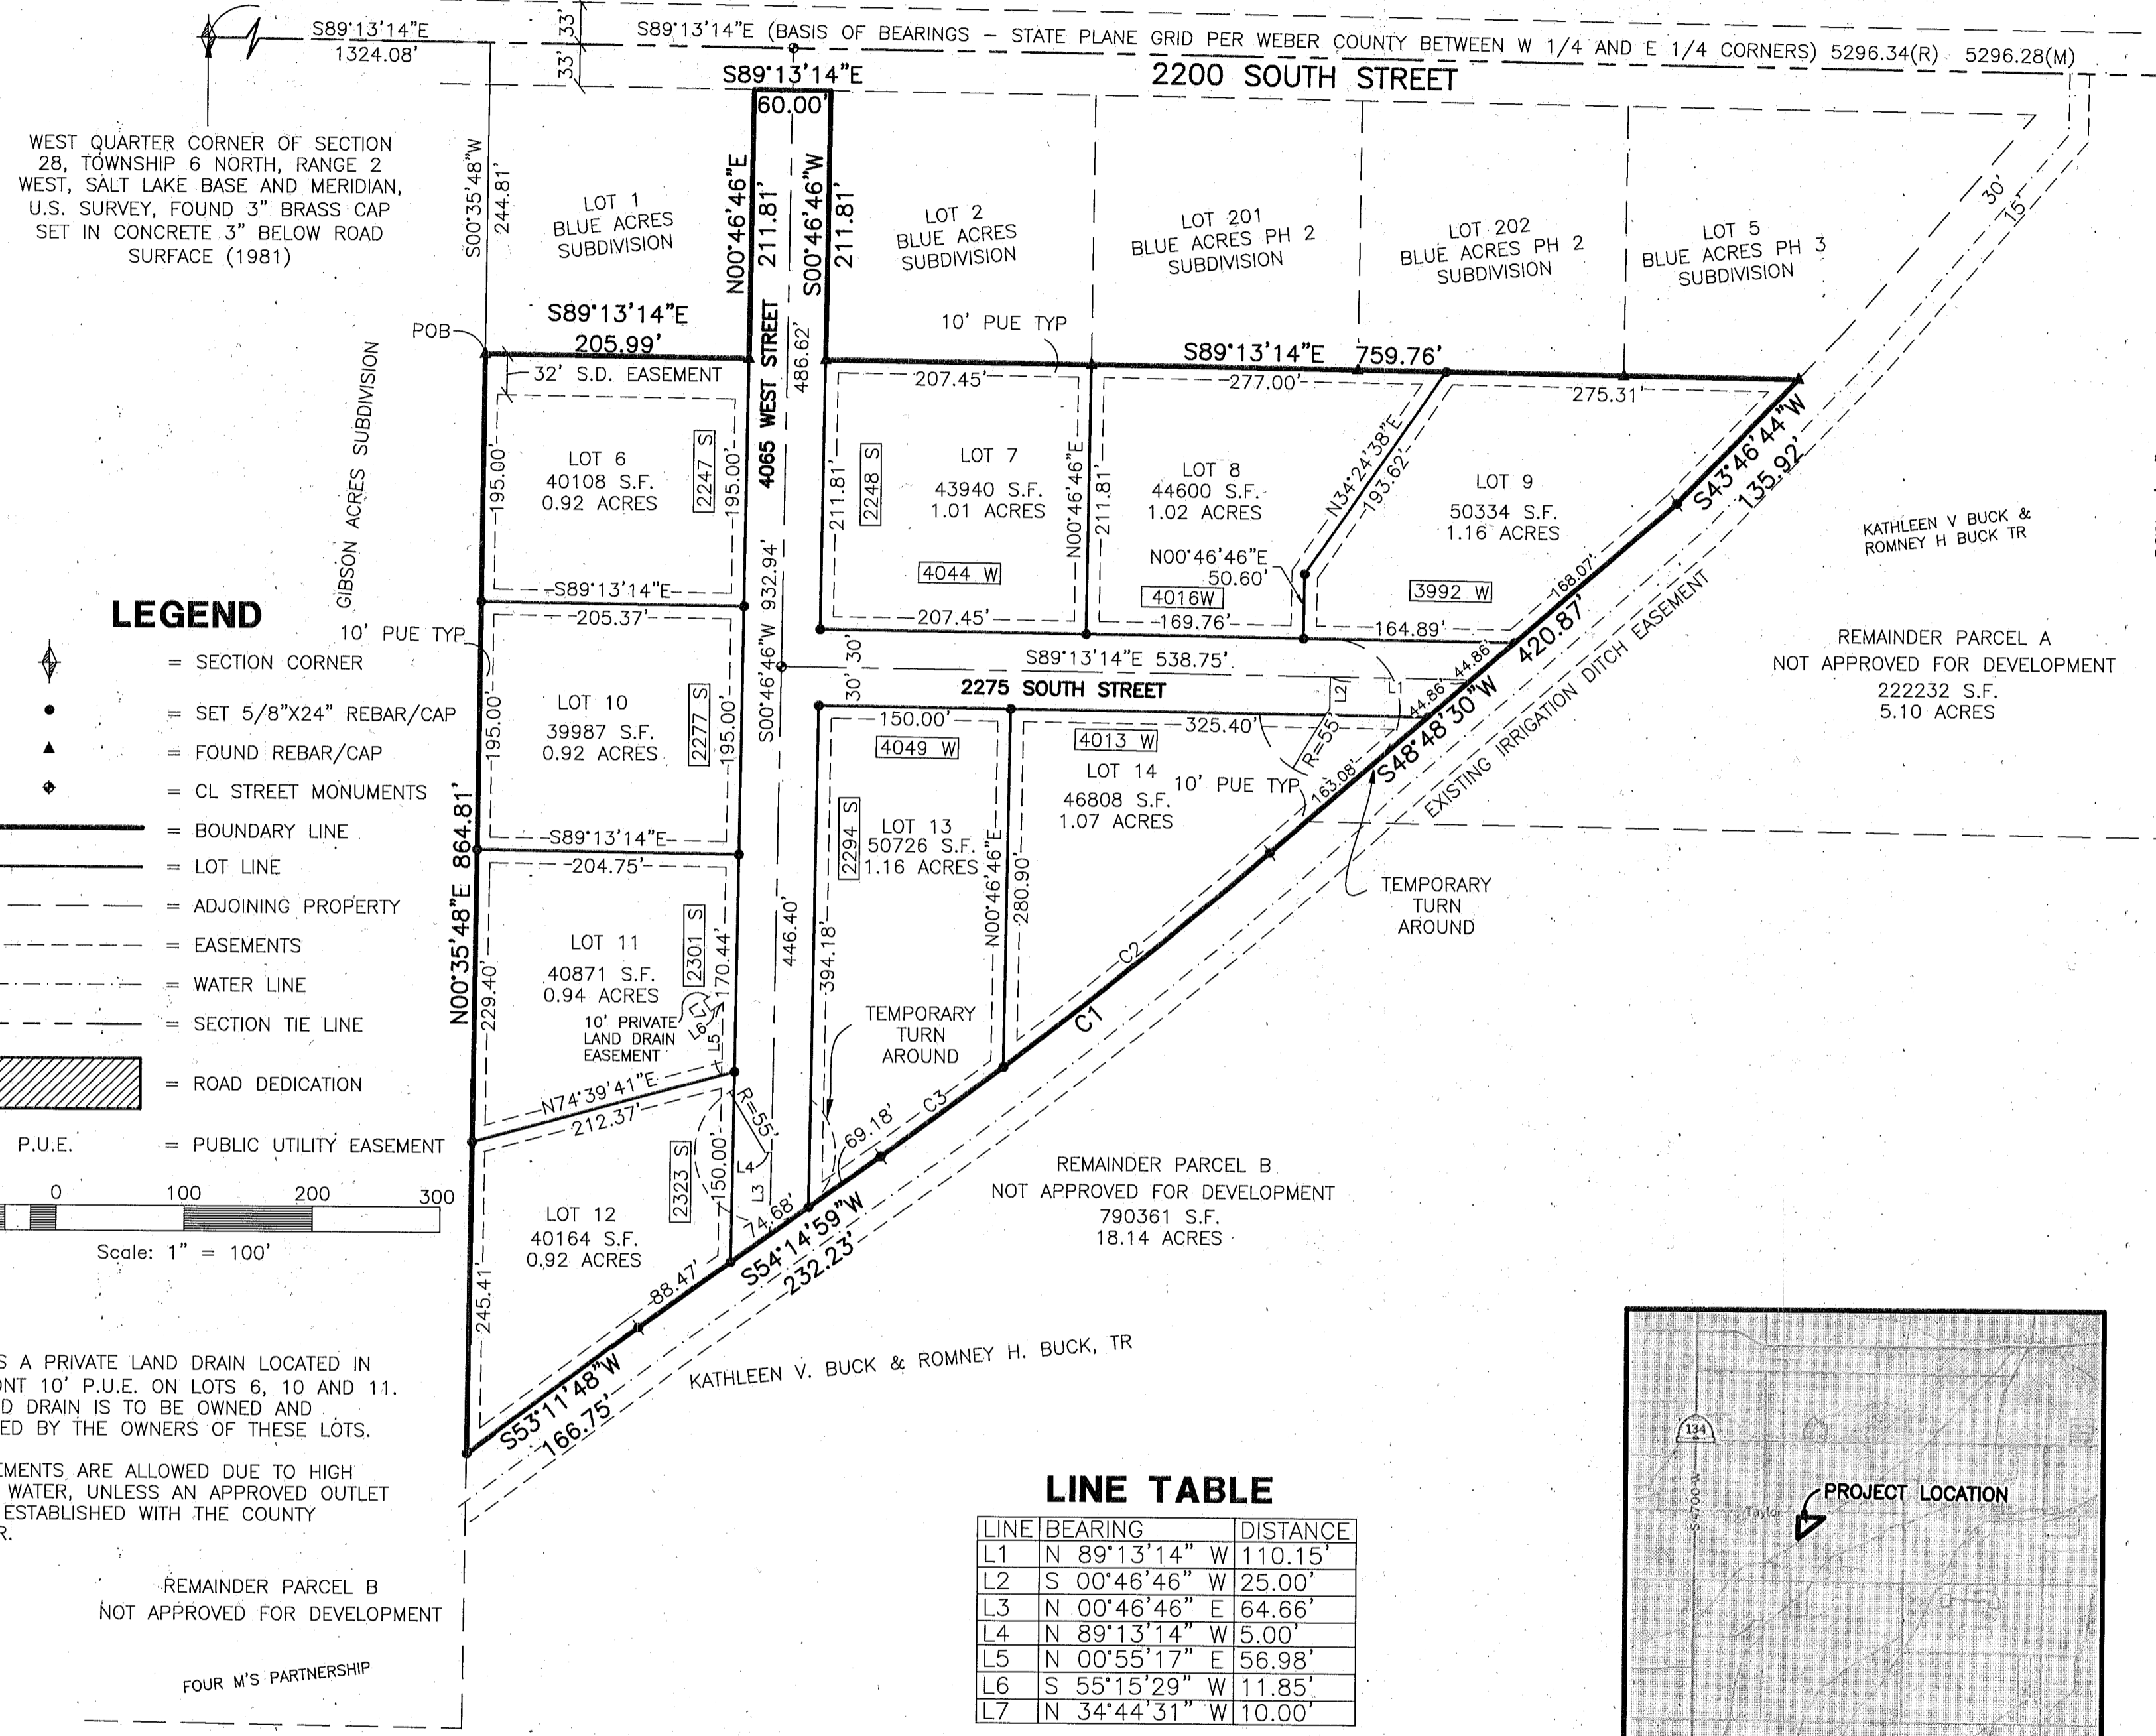 S89°13'14"E
1324.08'
33'
33'
S89°13'14"E (BASIS OF BEARINGS – STATE PLANE GRID PER WEBER COUNTY BETWEEN W 1/4 AND E 1/4 CORNERS) 5296.34(R) 5296.28(M)
S89°13'14"E
2200 SOUTH STREET
60.00'
WEST QUARTER CORNER OF SECTION
28, TOWNSHIP 6 NORTH, RANGE 2
WEST, SALT LAKE BASE AND MERIDIAN,
U.S. SURVEY, FOUND 3" BRASS CAP
SET IN CONCRETE 3" BELOW ROAD
SURFACE (1981)
S00°35'48"W
244.81'
LOT 1
BLUE ACRES
SUBDIVISION
N00°46'46"E
211.81'
S00°46'46"W
211.81'
LOT 2
BLUE ACRES
SUBDIVISION
LOT 201
BLUE ACRES PH 2
SUBDIVISION
LOT 202
BLUE ACRES PH 2
SUBDIVISION
LOT 5
BLUE ACRES PH 3
SUBDIVISION
30'
15'
POB
S89°13'14"E
205.99'
32' S.D. EASEMENT
4065 WEST STREET
486.62'
10' PUE TYP
S89°13'14"E 759.76'
207.45'
277.00'
275.31'
GIBSON ACRES SUBDIVISION
195.00'
LOT 6
40108 S.F.
0.92 ACRES
2247 S
195.00'
S89°13'14"E
205.37'
211.81'
2248 S
LOT 7
43940 S.F.
1.01 ACRES
4044 W
207.45'
N00°46'46"E
211.81'
LOT 8
44600 S.F.
1.02 ACRES
N00°46'46"E
50.60'
4016W
169.76'
N34°24'38"E
193.62'
LOT 9
50334 S.F.
1.16 ACRES
3992 W
164.89'
168.07'
S43°46'44"W
135.92'
KATHLEEN V BUCK &
ROMNEY H BUCK TR
REMAINDER PARCEL A
NOT APPROVED FOR DEVELOPMENT
222232 S.F.
5.10 ACRES
420.87'
S48°48'30"W
EXISTING IRRIGATION DITCH EASEMENT
44.86'
44.86'
10' PUE TYP
195.00'
LOT 10
39987 S.F.
0.92 ACRES
2277 S
195.00'
S89°13'14"E
204.75'
S00°46'46"W 932.94'
30'
30'
S89°13'14"E 538.75'
2275 SOUTH STREET
L2
L1
R=55'
150.00'
4049 W
325.40'
4013 W
LOT 14
46808 S.F.
1.07 ACRES
10' PUE TYP
163.08'
2294 S
LOT 13
50726 S.F.
1.16 ACRES
N00°46'46"E
280.90'
394.18'
446.40'
TEMPORARY
TURN
AROUND
TEMPORARY
TURN
AROUND
C2
C1
C3
69.18'
N00°35'48"E 864.81'
229.40'
LOT 11
40871 S.F.
0.94 ACRES
2301 S
170.44'
10' PRIVATE
LAND DRAIN
EASEMENT
L7
L6
L5
N74°39'41"E
212.37'
R=55'
L4
L3
245.41'
LOT 12
40164 S.F.
0.92 ACRES
2323 S
150.00'
74.68'
88.47'
S54°14'59"W
232.23'
S53°11'48"W
166.75'
REMAINDER PARCEL B
NOT APPROVED FOR DEVELOPMENT
790361 S.F.
18.14 ACRES
KATHLEEN V. BUCK & ROMNEY H. BUCK, TR
LEGEND
= SECTION CORNER
= SET 5/8"X24" REBAR/CAP
= FOUND REBAR/CAP
= CL STREET MONUMENTS
= BOUNDARY LINE
= LOT LINE
= ADJOINING PROPERTY
= EASEMENTS
= WATER LINE
= SECTION TIE LINE
= ROAD DEDICATION
P.U.E. = PUBLIC UTILITY EASEMENT
0 100 200 300
Scale: 1" = 100'
S A PRIVATE LAND DRAIN LOCATED IN
NT 10' P.U.E. ON LOTS 6, 10 AND 11.
D DRAIN IS TO BE OWNED AND
ED BY THE OWNERS OF THESE LOTS.
EMENTS ARE ALLOWED DUE TO HIGH
WATER, UNLESS AN APPROVED OUTLET
ESTABLISHED WITH THE COUNTY
R.
REMAINDER PARCEL B
NOT APPROVED FOR DEVELOPMENT
FOUR M'S PARTNERSHIP
LINE TABLE
LINE BEARING DISTANCE
L1 N 89°13'14" W 110.15'
L2 S 00°46'46" W 25.00'
L3 N 00°46'46" E 64.66'
L4 N 89°13'14" W 5.00'
L5 N 00°55'17" E 56.98'
L6 S 55°15'29" W 11.85'
L7 N 34°44'31" W 10.00'
134
S 4700 W
Taylor
PROJECT LOCATION